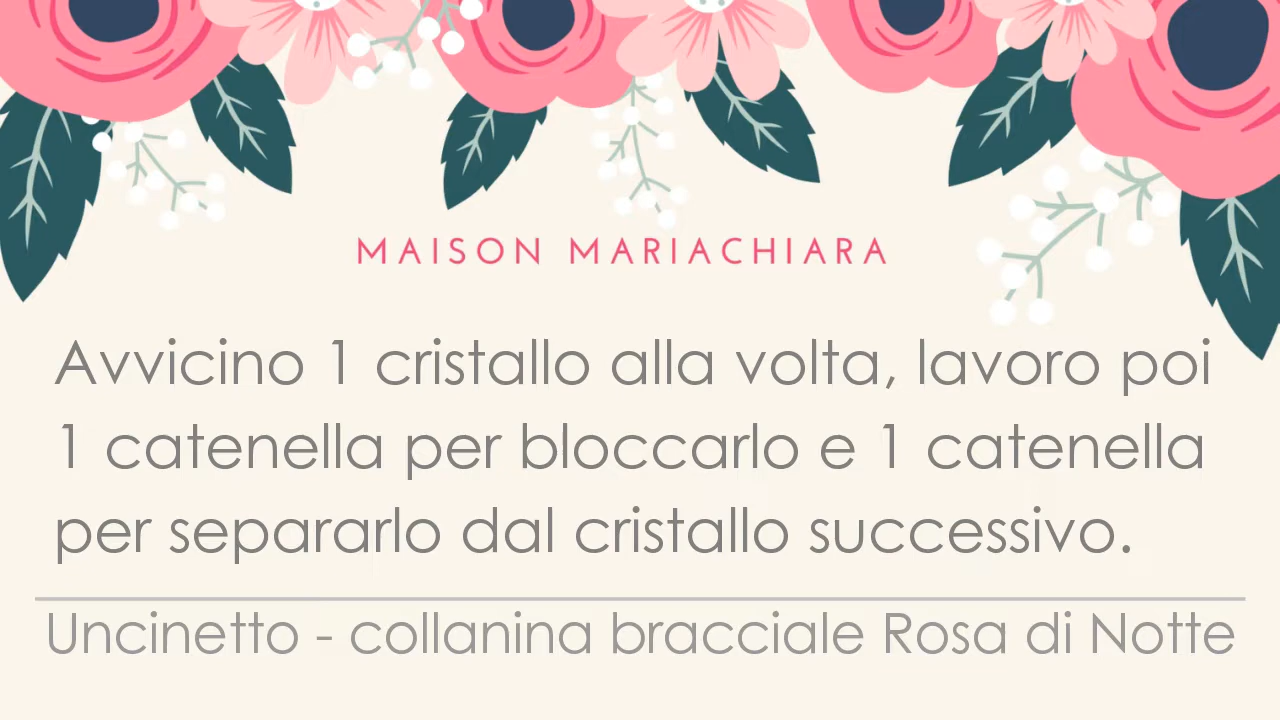 MAISON MARIACHIARA
Avvicino 1 cristallo alla volta, lavoro poi
1 catenella per bloccarlo e 1 catenella
per separarlo dal cristallo successivo.
Uncinetto - collanina bracciale Rosa di Notte